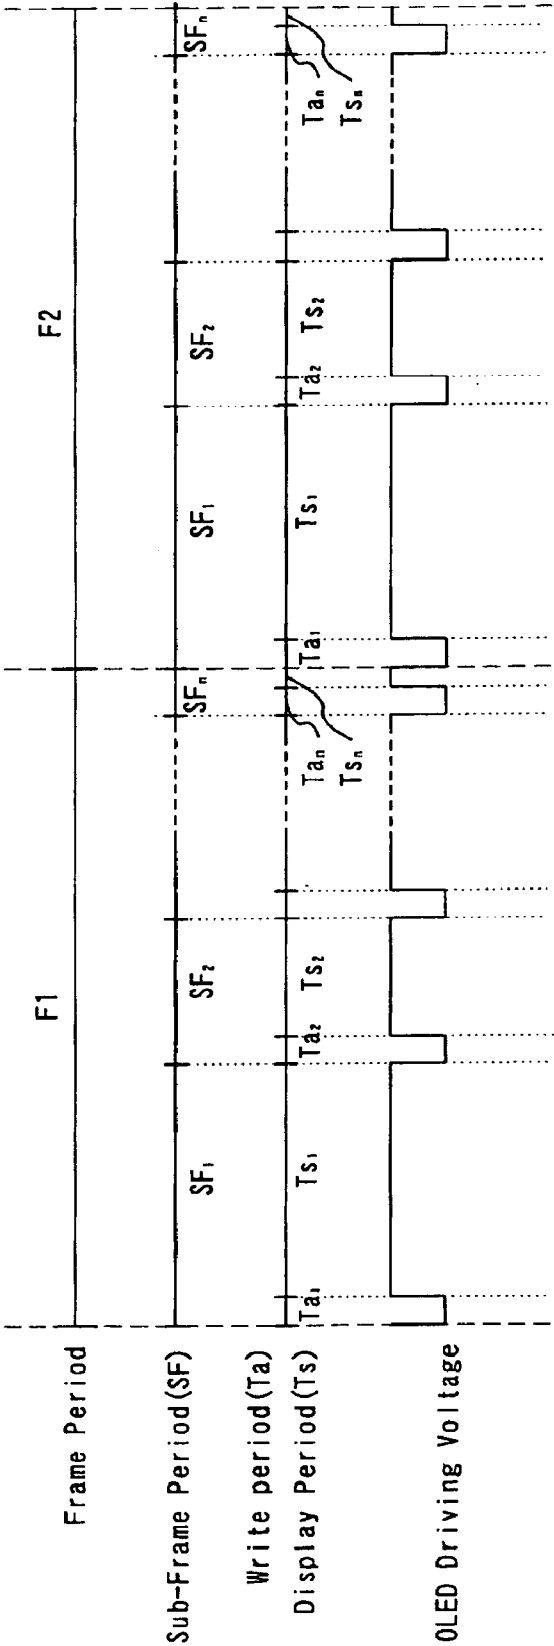 Frame Period
F1
F2
Sub-Frame Period(SF)
SF₁
SF₂
SFₙ
SF₁
SF₂
SFₙ
Write period(Ta)
Display Period(Ts)
Ta₁
Ts₁
Ta₂
Ts₂
Taₙ
Tsₙ
Ta₁
Ts₁
Ta₂
Ts₂
Taₙ
Tsₙ
OLED Driving Voltage